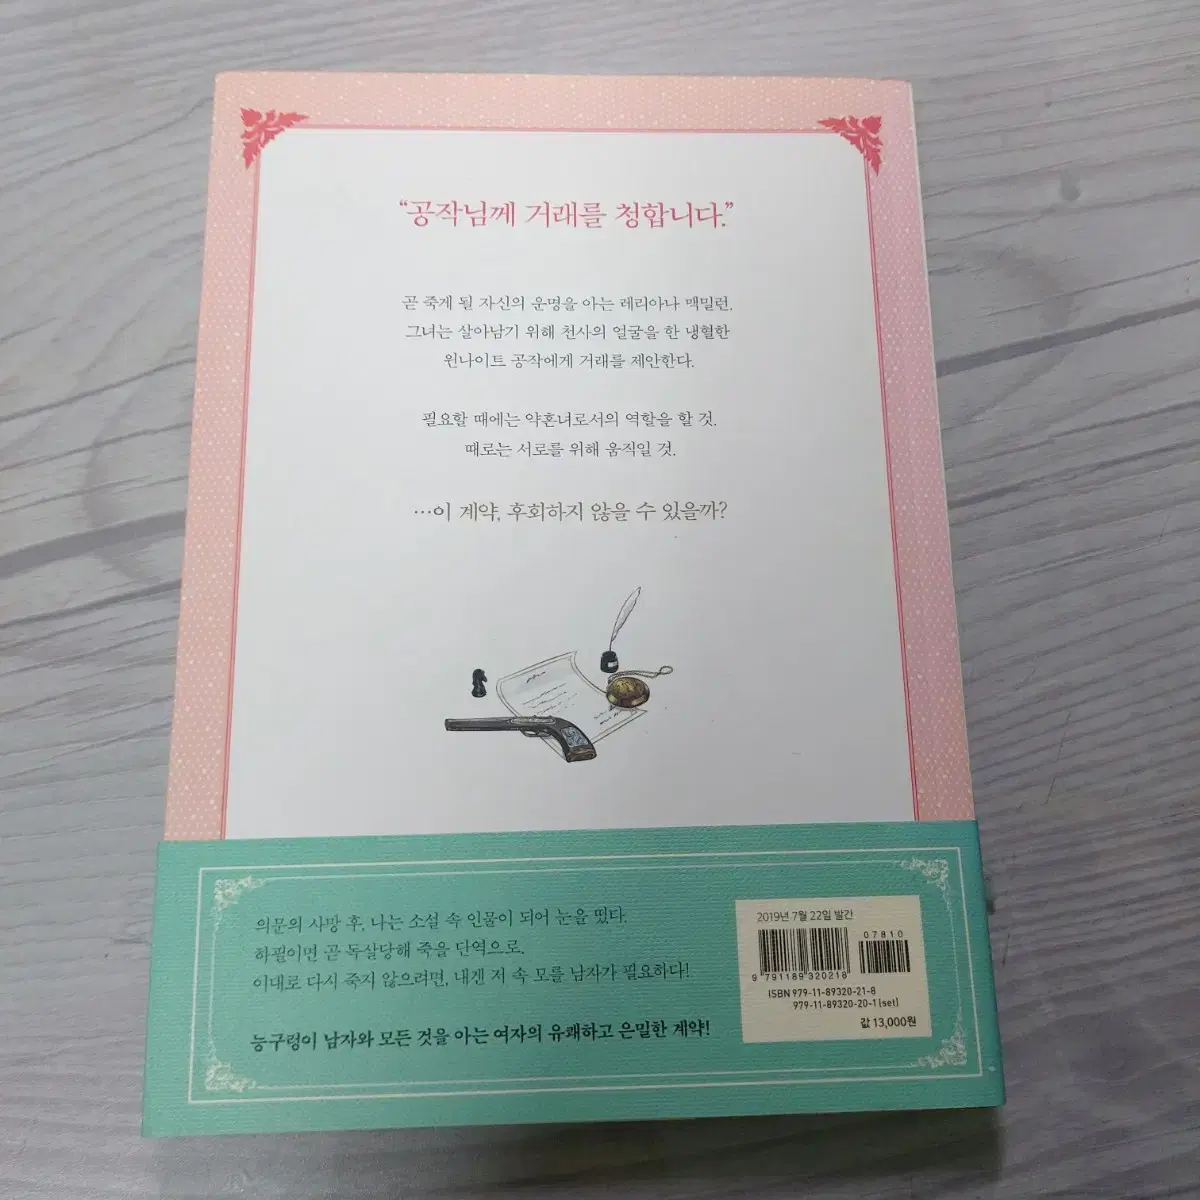 “공작님께 거래를 청합니다.”
곧 죽게 될 자신의 운명을 아는 레리아나 맥밀런.
그녀는 살아남기 위해 천사의 얼굴을 한 냉혈한
윈나이트 공작에게 거래를 제안한다.
필요할 때에는 약혼녀로서의 역할을 할 것.
때로는 서로를 위해 움직일 것.
…이 계약, 후회하지 않을 수 있을까?
의문의 사망 후, 나는 소설 속 인물이 되어 눈을 떴다.
하필이면 곧 독살당해 죽을 단역으로.
이대로 다시 죽지 않으려면, 내겐 저 속 모를 남자가 필요하다!
능구렁이 남자와 모든 것을 아는 여자의 유쾌하고 은밀한 계약!
2019년 7월 22일 발간
07810
9 791189 320218
ISBN 979-11-89320-21-8
979-11-89320-20-1 (set)
값 13,000원